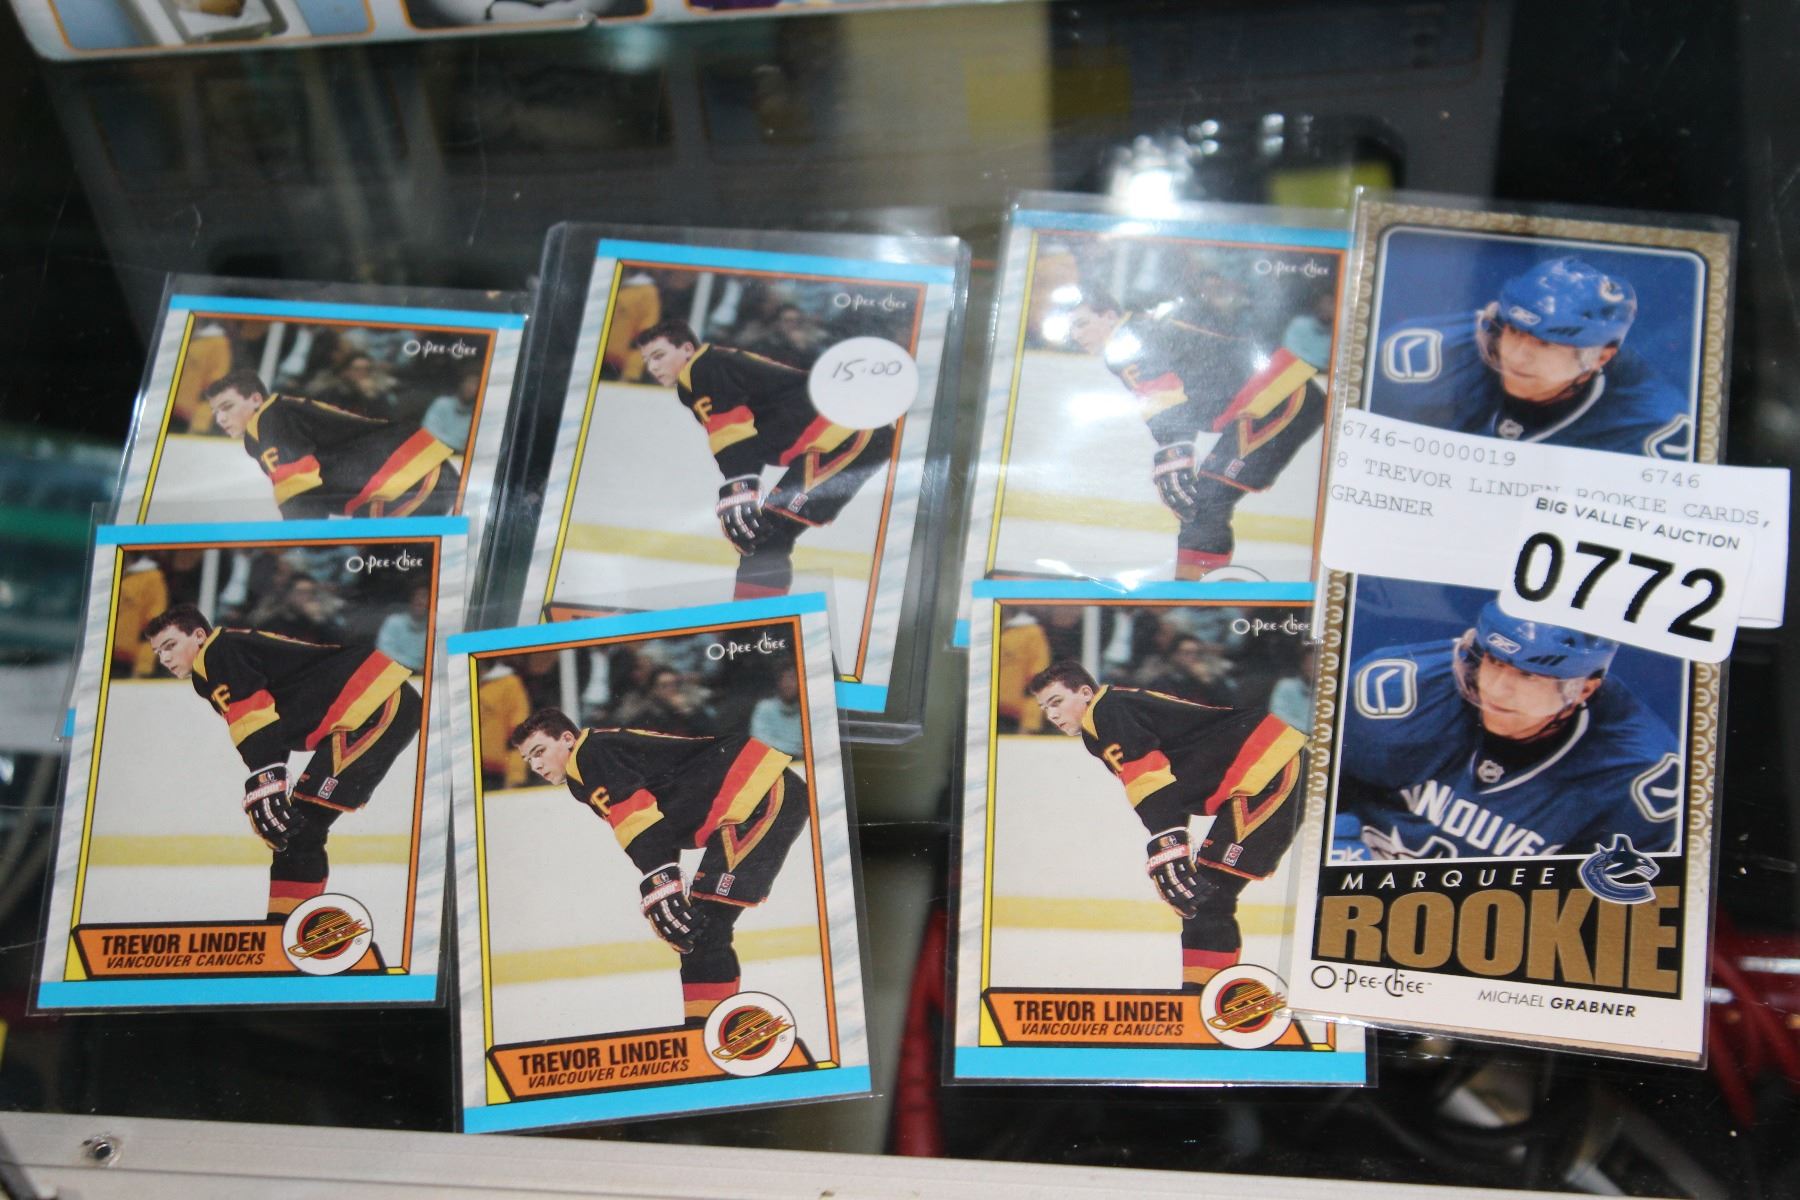 O-Pee-Chee
O-Pee-Chee
15.00
O-Pee-Chee
6746-0000019
6746
8 TREVOR LINDEN ROOKIE CARDS,
GRABNER
BIG VALLEY AUCTION
0772
O-Pee-Chee
TREVOR LINDEN
VANCOUVER CANUCKS
O-Pee-Chee
TREVOR LINDEN
VANCOUVER CANUCKS
O-Pee-Chee
TREVOR LINDEN
VANCOUVER CANUCKS
MARQUEE
ROOKIE
O-Pee-Chee
MICHAEL GRABNER